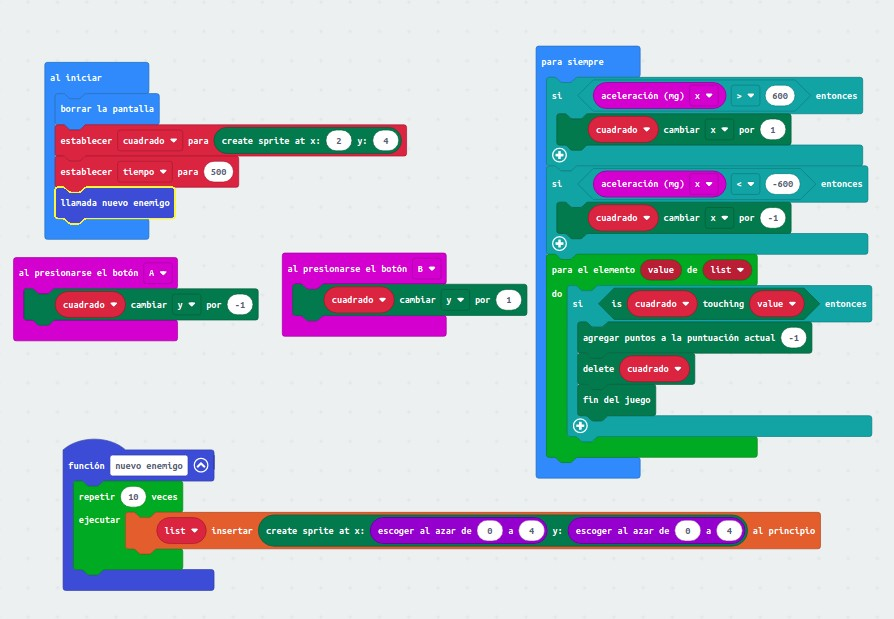 al iniciar
borrar la pantalla
establecer cuadrado para create sprite at x: 2 y: 4
establecer tiempo para 500
llamada nuevo enemigo
al presionarse el botón A
cuadrado cambiar y por -1
al presionarse el botón B
cuadrado cambiar y por 1
para siempre
si aceleración (mg) x > 600 entonces
cuadrado cambiar x por 1
si aceleración (mg) x < -600 entonces
cuadrado cambiar x por -1
para el elemento value de list
do si is cuadrado touching value entonces
agregar puntos a la puntuación actual -1
delete cuadrado
fin del juego
función nuevo enemigo
repetir 10 veces
ejecutar list insertar create sprite at x: escoger al azar de 0 a 4 y: escoger al azar de 0 a 4 al principio